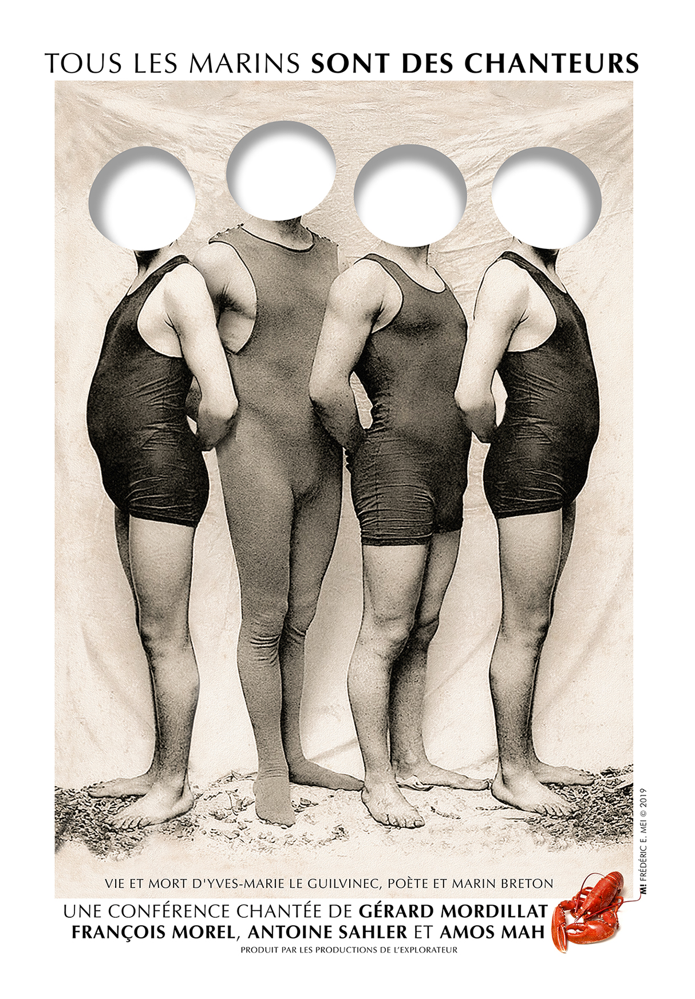 TOUS LES MARINS SONT DES CHANTEURS
M! FRÉDÉRIC E. MEI © 2019
VIE ET MORT D'YVES-MARIE LE GUILVINEC, POÈTE ET MARIN BRETON
UNE CONFÉRENCE CHANTÉE DE GÉRARD MORDILLAT
FRANÇOIS MOREL, ANTOINE SAHLER ET AMOS MAH
PRODUIT PAR LES PRODUCTIONS DE L'EXPLORATEUR